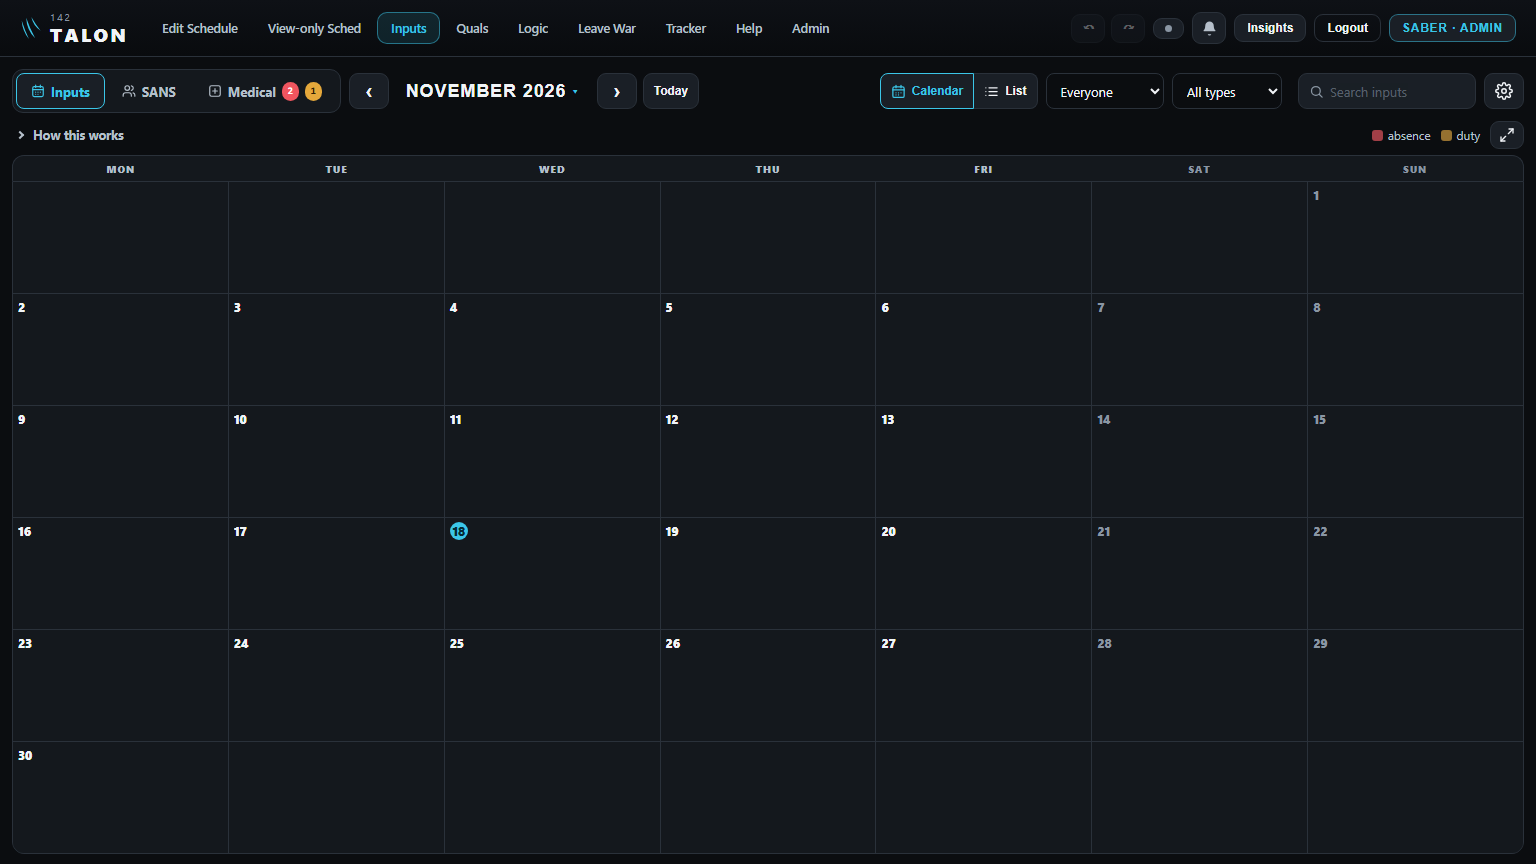 142
TALON
Edit Schedule
View-only Sched
Inputs
Quals
Logic
Leave War
Tracker
Help
Admin
Insights
Logout
SABER · ADMIN
Inputs
SANS
Medical 2 1
‹
NOVEMBER 2026
›
Today
Calendar
List
Everyone
All types
Search inputs
How this works
absence
duty
MON TUE WED THU FRI SAT SUN
1
2 3 4 5 6 7 8
9 10 11 12 13 14 15
16 17 18 19 20 21 22
23 24 25 26 27 28 29
30